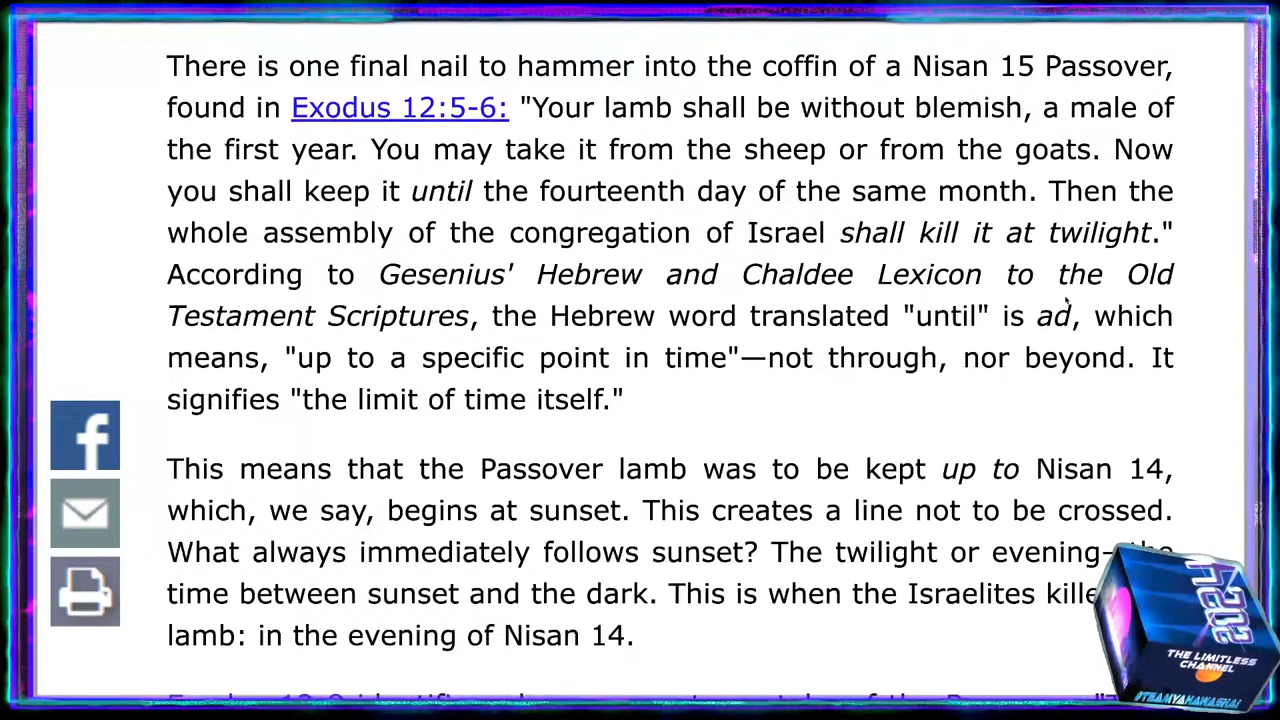 There is one final nail to hammer into the coffin of a Nisan 15 Passover,
found in Exodus 12:5-6: "Your lamb shall be without blemish, a male of
the first year. You may take it from the sheep or from the goats. Now
you shall keep it until the fourteenth day of the same month. Then the
whole assembly of the congregation of Israel shall kill it at twilight."
According to Gesenius' Hebrew and Chaldee Lexicon to the Old
Testament Scriptures, the Hebrew word translated "until" is ad, which
means, "up to a specific point in time"—not through, nor beyond. It
signifies "the limit of time itself."
This means that the Passover lamb was to be kept up to Nisan 14,
which, we say, begins at sunset. This creates a line not to be crossed.
What always immediately follows sunset? The twilight or evening—the
time between sunset and the dark. This is when the Israelites kille
lamb: in the evening of Nisan 14.
THE LIMITLESS
CHANNEL